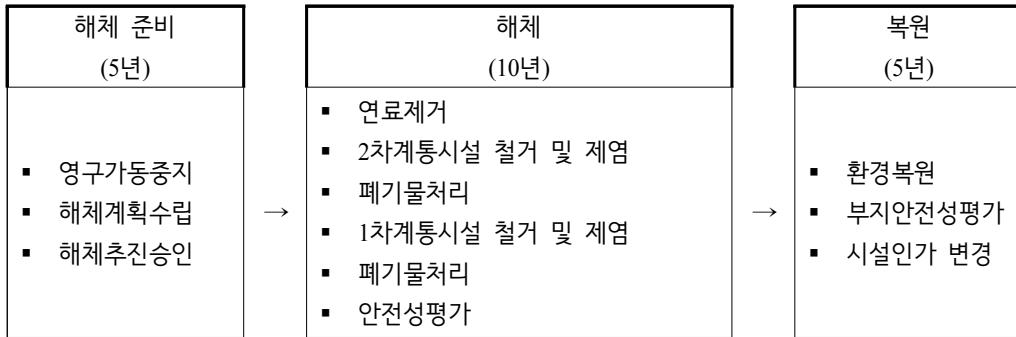 해체 준비
(5년)
▪ 영구가동중지
▪ 해체계획수립
▪ 해체추진승인
→
해체
(10년)
▪ 연료제거
▪ 2차계통시설 철거 및 제염
▪ 폐기물처리
▪ 1차계통시설 철거 및 제염
▪ 폐기물처리
▪ 안전성평가
→
복원
(5년)
▪ 환경복원
▪ 부지안전성평가
▪ 시설인가 변경